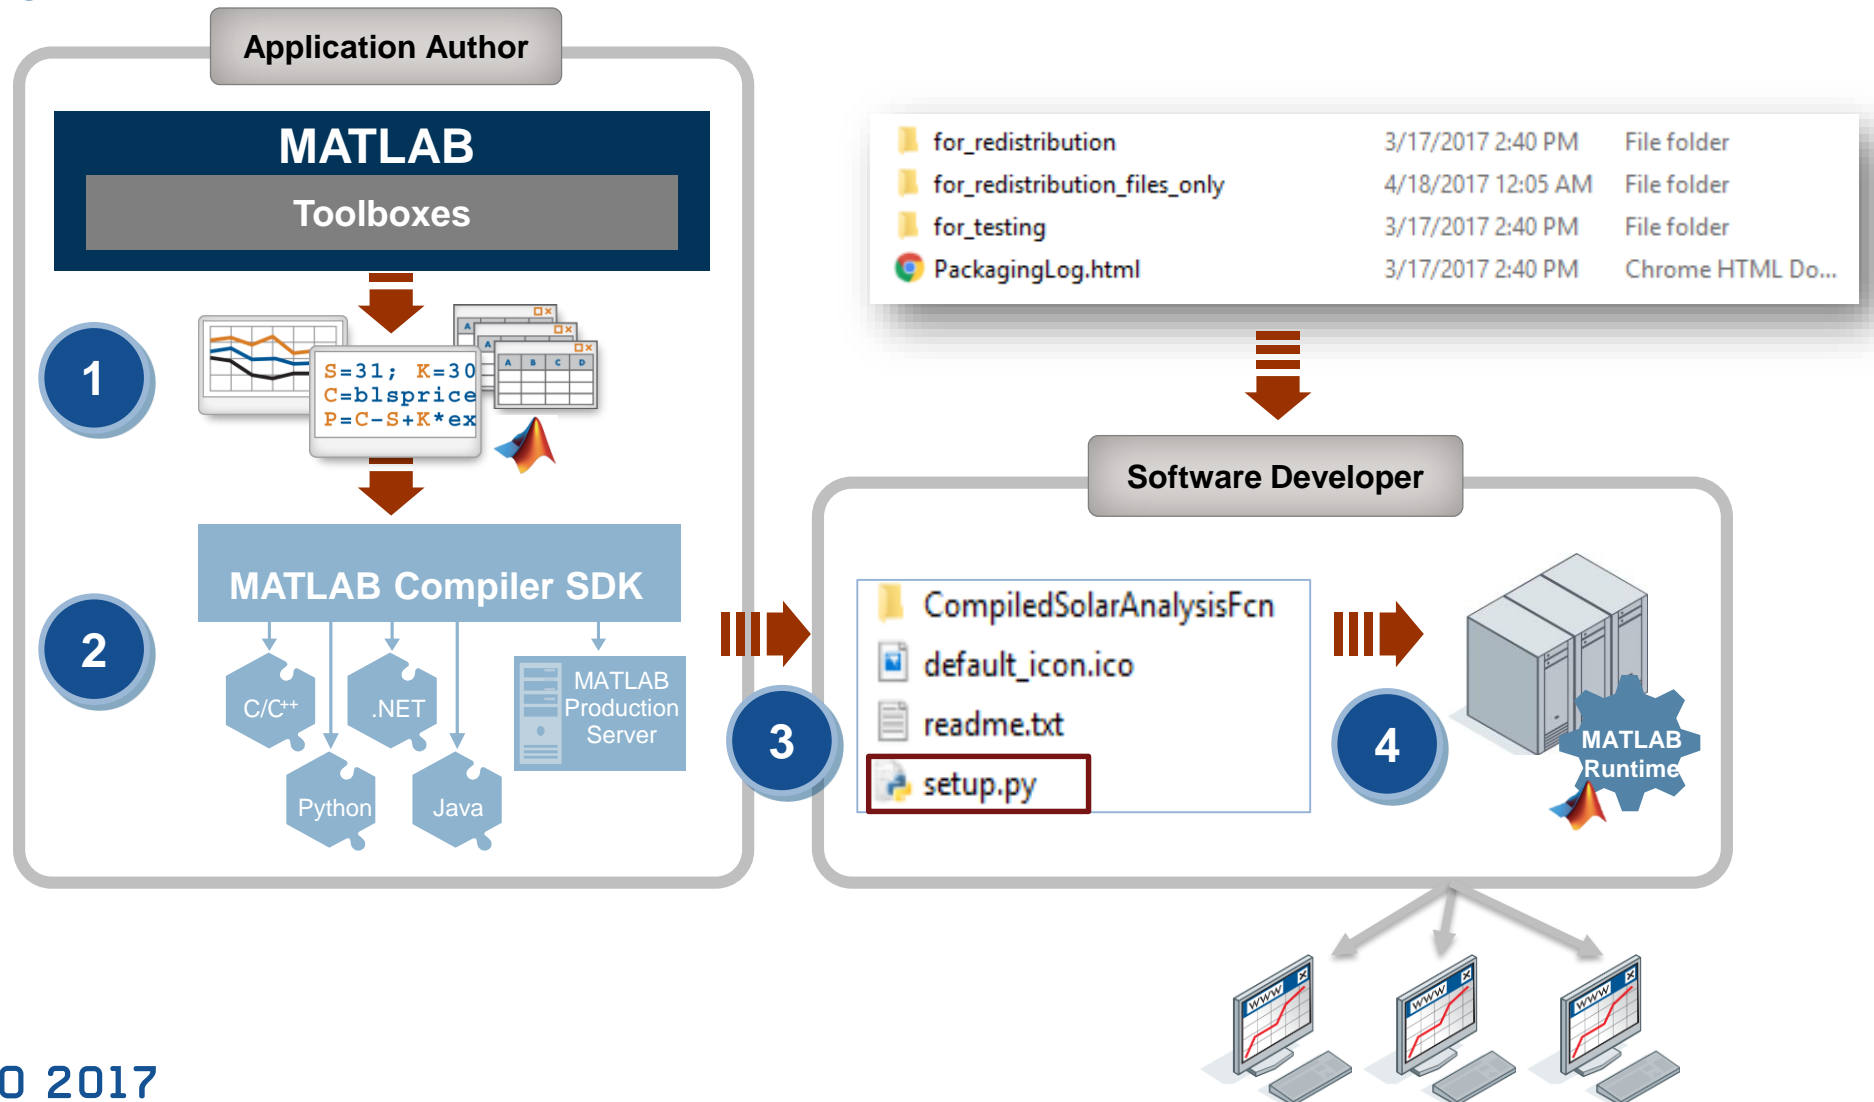 Application Author
MATLAB
Toolboxes
1
S=31; K=30
C=blsprice
P=C-S+K*ex
A
A
A B C D
MATLAB Compiler SDK
2
C/C++
.NET
Python
Java
MATLAB
Production
Server
for_redistribution 3/17/2017 2:40 PM File folder
for_redistribution_files_only 4/18/2017 12:05 AM File folder
for_testing 3/17/2017 2:40 PM File folder
PackagingLog.html 3/17/2017 2:40 PM Chrome HTML Do...
Software Developer
3
CompiledSolarAnalysisFcn
default_icon.ico
readme.txt
setup.py
4
MATLAB
Runtime
WWW
WWW
WWW
O 2017